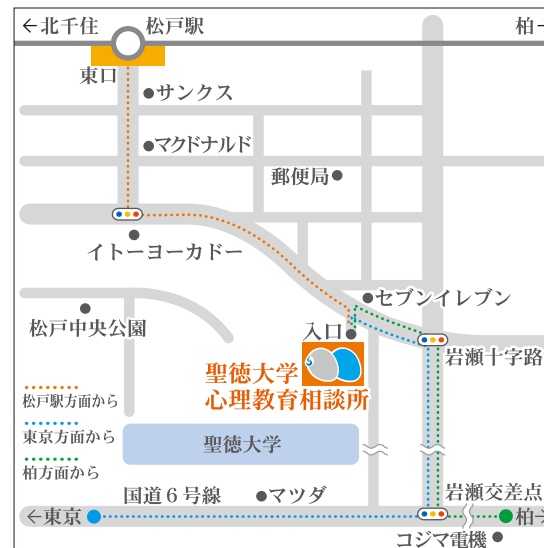 ←北千住
松戸駅
柏→
東口
サンクス
マクドナルド
郵便局
イトーヨーカドー
セブンイレブン
松戸中央公園
入口
岩瀬十字路
聖徳大学
心理教育相談所
松戸駅方面から
東京方面から
柏方面から
聖徳大学
国道6号線
マツダ
岩瀬交差点
←東京
柏→
コジマ電機